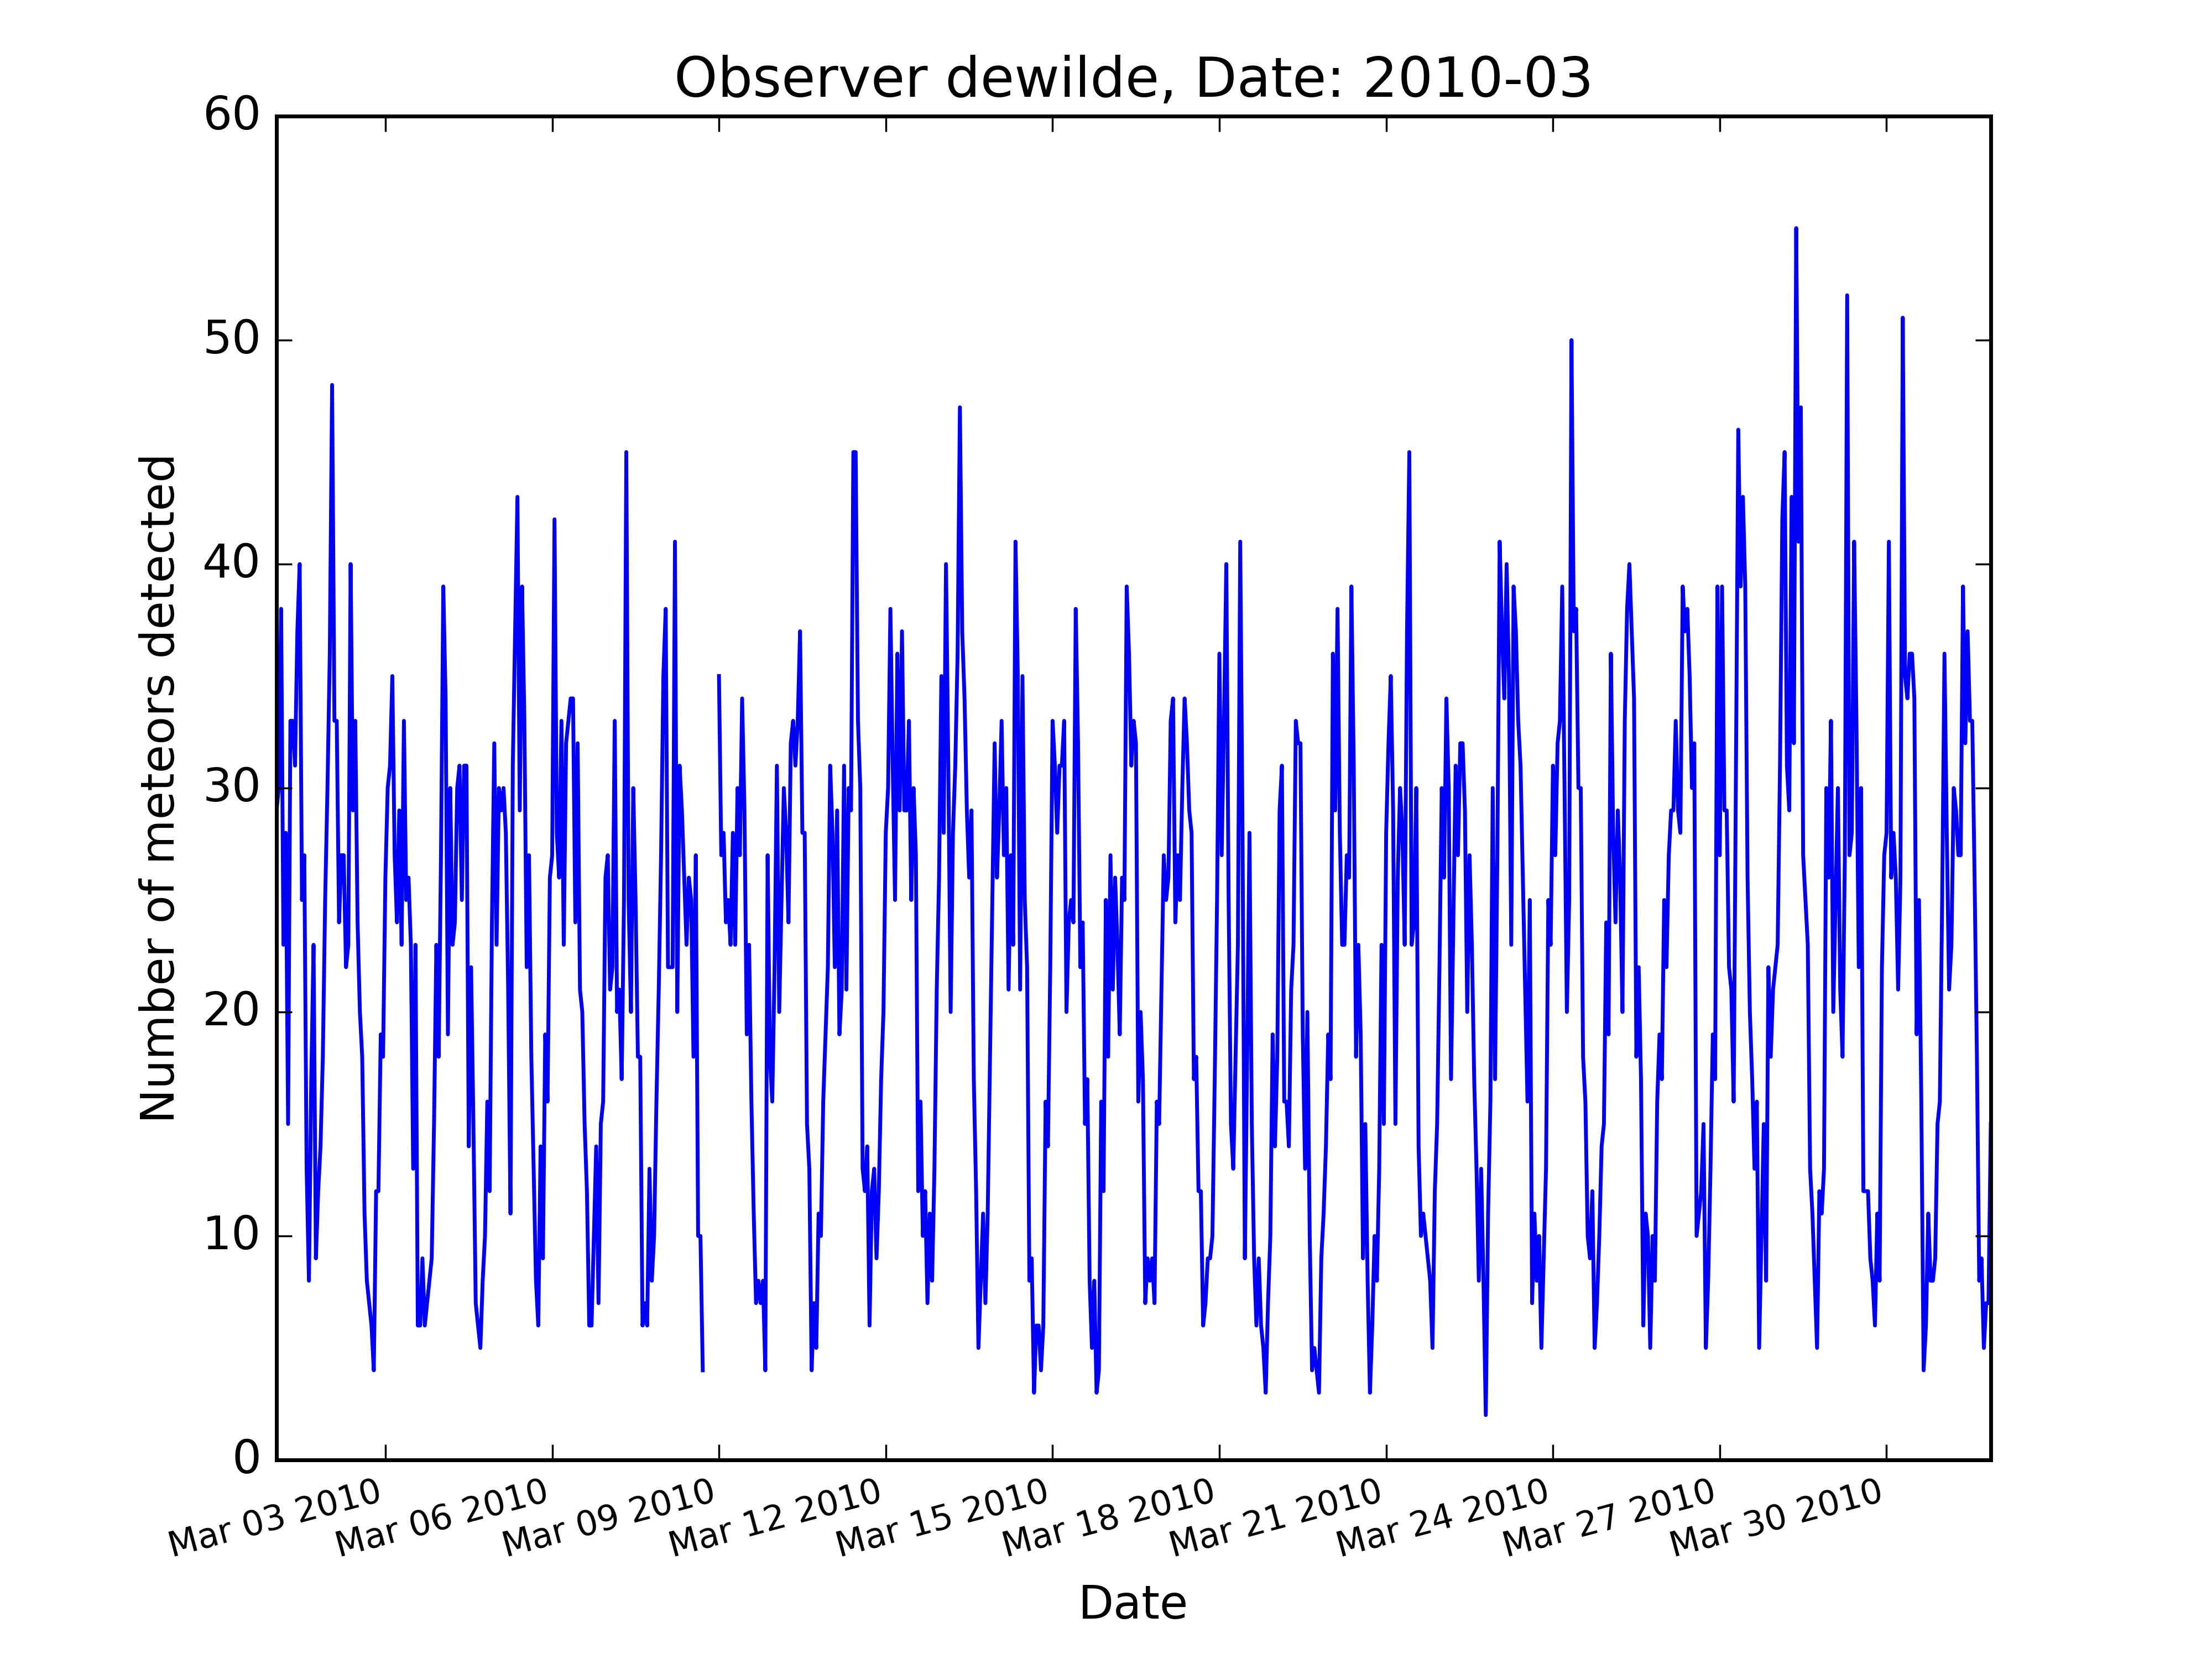 Observer dewilde, Date: 2010-03
60
50
40
30
20
10
0
Number of meteors detected
Mar 03 2010
Mar 06 2010
Mar 09 2010
Mar 12 2010
Mar 15 2010
Mar 18 2010
Mar 21 2010
Mar 24 2010
Mar 27 2010
Mar 30 2010
Date